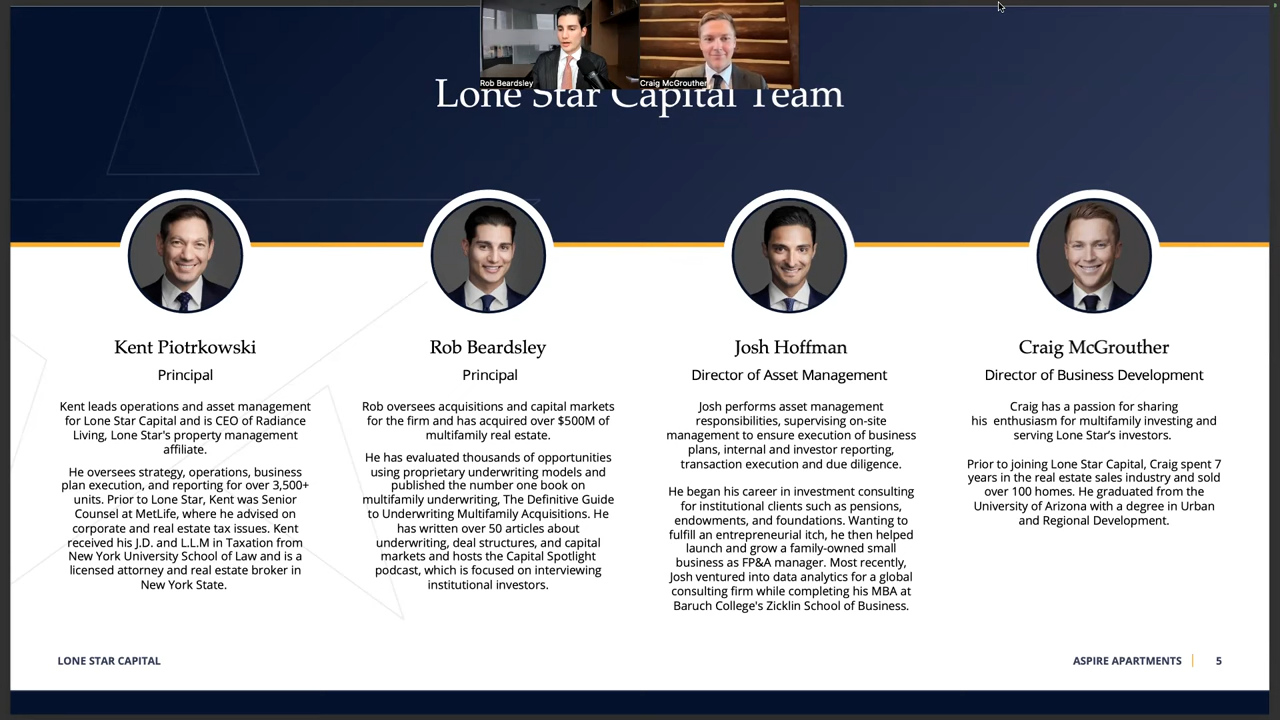 Rob Beardsley
Craig McGrouther
Lone Star Capital Team
Kent Piotrkowski
Principal
Kent leads operations and asset management
for Lone Star Capital and is CEO of Radiance
Living, Lone Star's property management
affiliate.
He oversees strategy, operations, business
plan execution, and reporting for over 3,500+
units. Prior to Lone Star, Kent was Senior
Counsel at MetLife, where he advised on
corporate and real estate tax issues. Kent
received his J.D. and L.L.M in Taxation from
New York University School of Law and is a
licensed attorney and real estate broker in
New York State.
Rob Beardsley
Principal
Rob oversees acquisitions and capital markets
for the firm and has acquired over $500M of
multifamily real estate.
He has evaluated thousands of opportunities
using proprietary underwriting models and
published the number one book on
multifamily underwriting, The Definitive Guide
to Underwriting Multifamily Acquisitions. He
has written over 50 articles about
underwriting, deal structures, and capital
markets and hosts the Capital Spotlight
podcast, which is focused on interviewing
institutional investors.
Josh Hoffman
Director of Asset Management
Josh performs asset management
responsibilities, supervising on-site
management to ensure execution of business
plans, internal and investor reporting,
transaction execution and due diligence.
He began his career in investment consulting
for institutional clients such as pensions,
endowments, and foundations. Wanting to
fulfill an entrepreneurial itch, he then helped
launch and grow a family-owned small
business as FP&A manager. Most recently,
Josh ventured into data analytics for a global
consulting firm while completing his MBA at
Baruch College's Zicklin School of Business.
Craig McGrouther
Director of Business Development
Craig has a passion for sharing
his enthusiasm for multifamily investing and
serving Lone Star's investors.
Prior to joining Lone Star Capital, Craig spent 7
years in the real estate sales industry and sold
over 100 homes. He graduated from the
University of Arizona with a degree in Urban
and Regional Development.
LONE STAR CAPITAL
ASPIRE APARTMENTS | 5